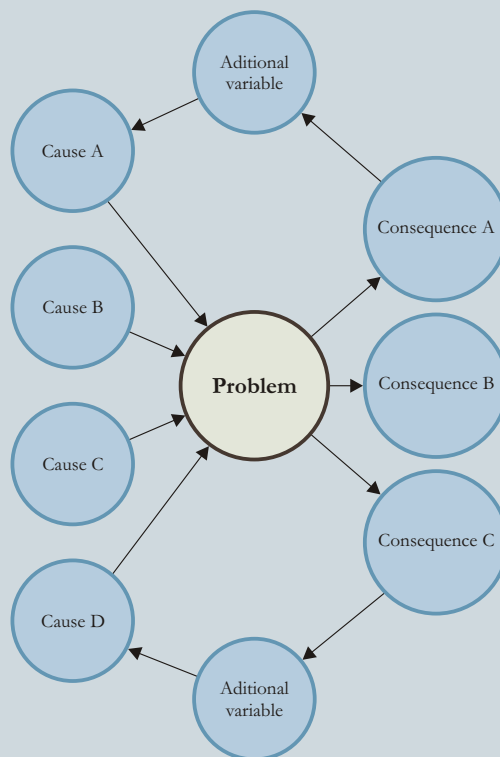 Aditional
variable
Cause A
Consequence A
Cause B
Problem
Consequence B
Cause C
Consequence C
Cause D
Aditional
variable